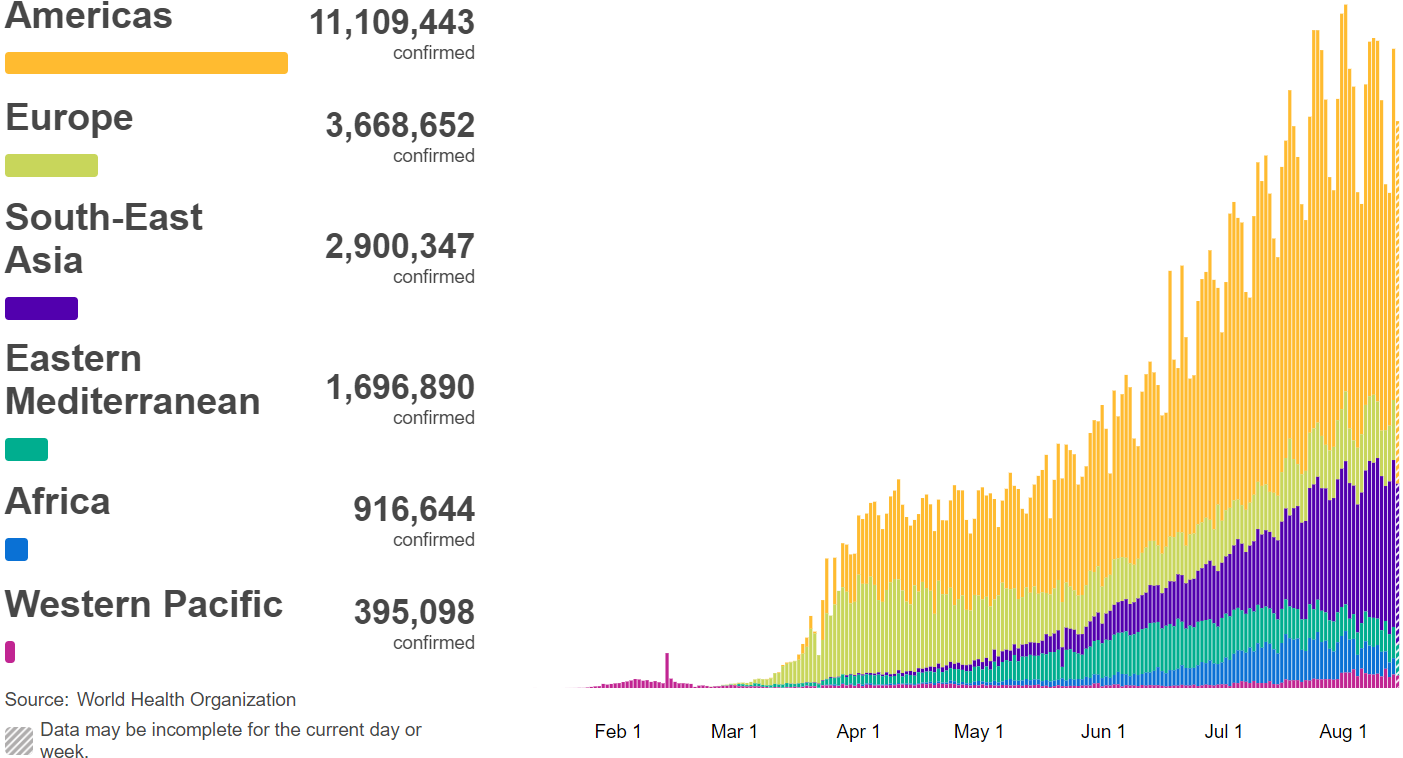 Americas
11,109,443
confirmed
Europe
3,668,652
confirmed
South-East
Asia
2,900,347
confirmed
Eastern
Mediterranean
1,696,890
confirmed
Africa
916,644
confirmed
Western Pacific
395,098
confirmed
Source: World Health Organization
Data may be incomplete for the current day or
week.
Feb 1 Mar 1 Apr 1 May 1 Jun 1 Jul 1 Aug 1